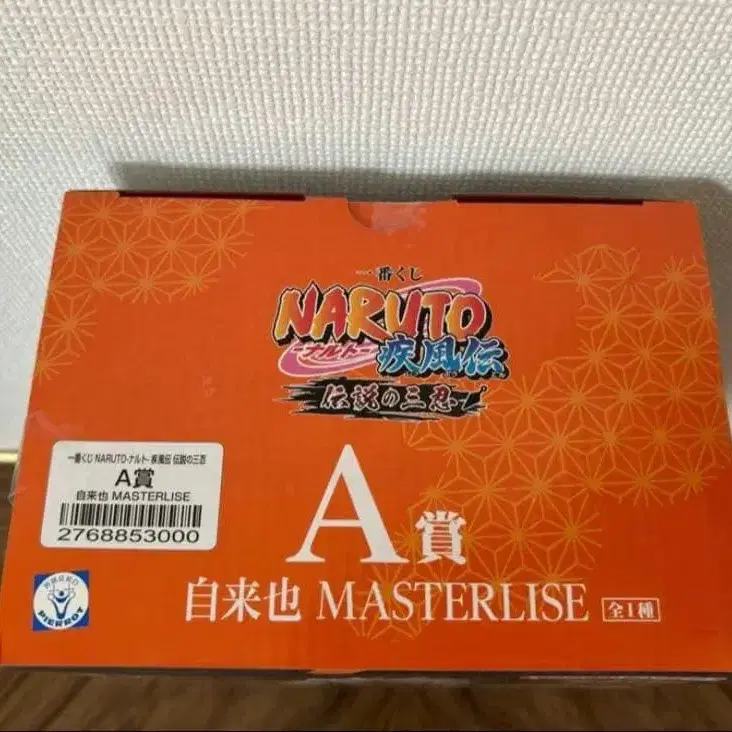 一番くじ
NARUTO
-ナルト-
疾風伝
伝説の三忍
一番くじ NARUTO-ナルト- 疾風伝 伝説の三忍
A賞
自来也 MASTERLISE
2768853000
A賞
自来也 MASTERLISE 全1種
PIERROT